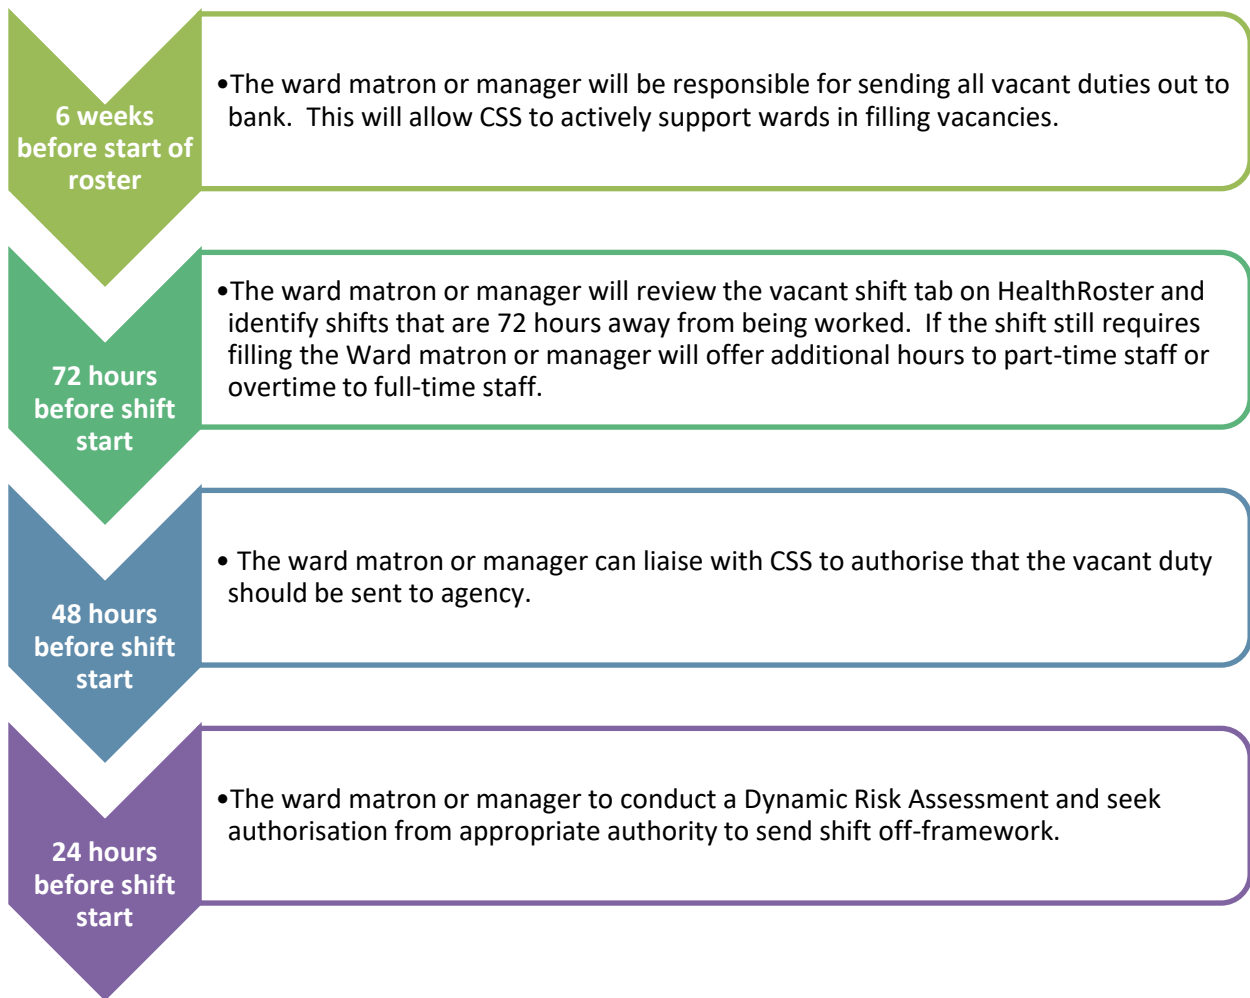 6 weeks
before start of
roster
•The ward matron or manager will be responsible for sending all vacant duties out to
bank.  This will allow CSS to actively support wards in filling vacancies.
72 hours
before shift
start
•The ward matron or manager will review the vacant shift tab on HealthRoster and
identify shifts that are 72 hours away from being worked.  If the shift still requires
filling the Ward matron or manager will offer additional hours to part-time staff or
overtime to full-time staff.
48 hours
before shift
start
• The ward matron or manager can liaise with CSS to authorise that the vacant duty
should be sent to agency.
24 hours
before shift
start
•The ward matron or manager to conduct a Dynamic Risk Assessment and seek
authorisation from appropriate authority to send shift off-framework.